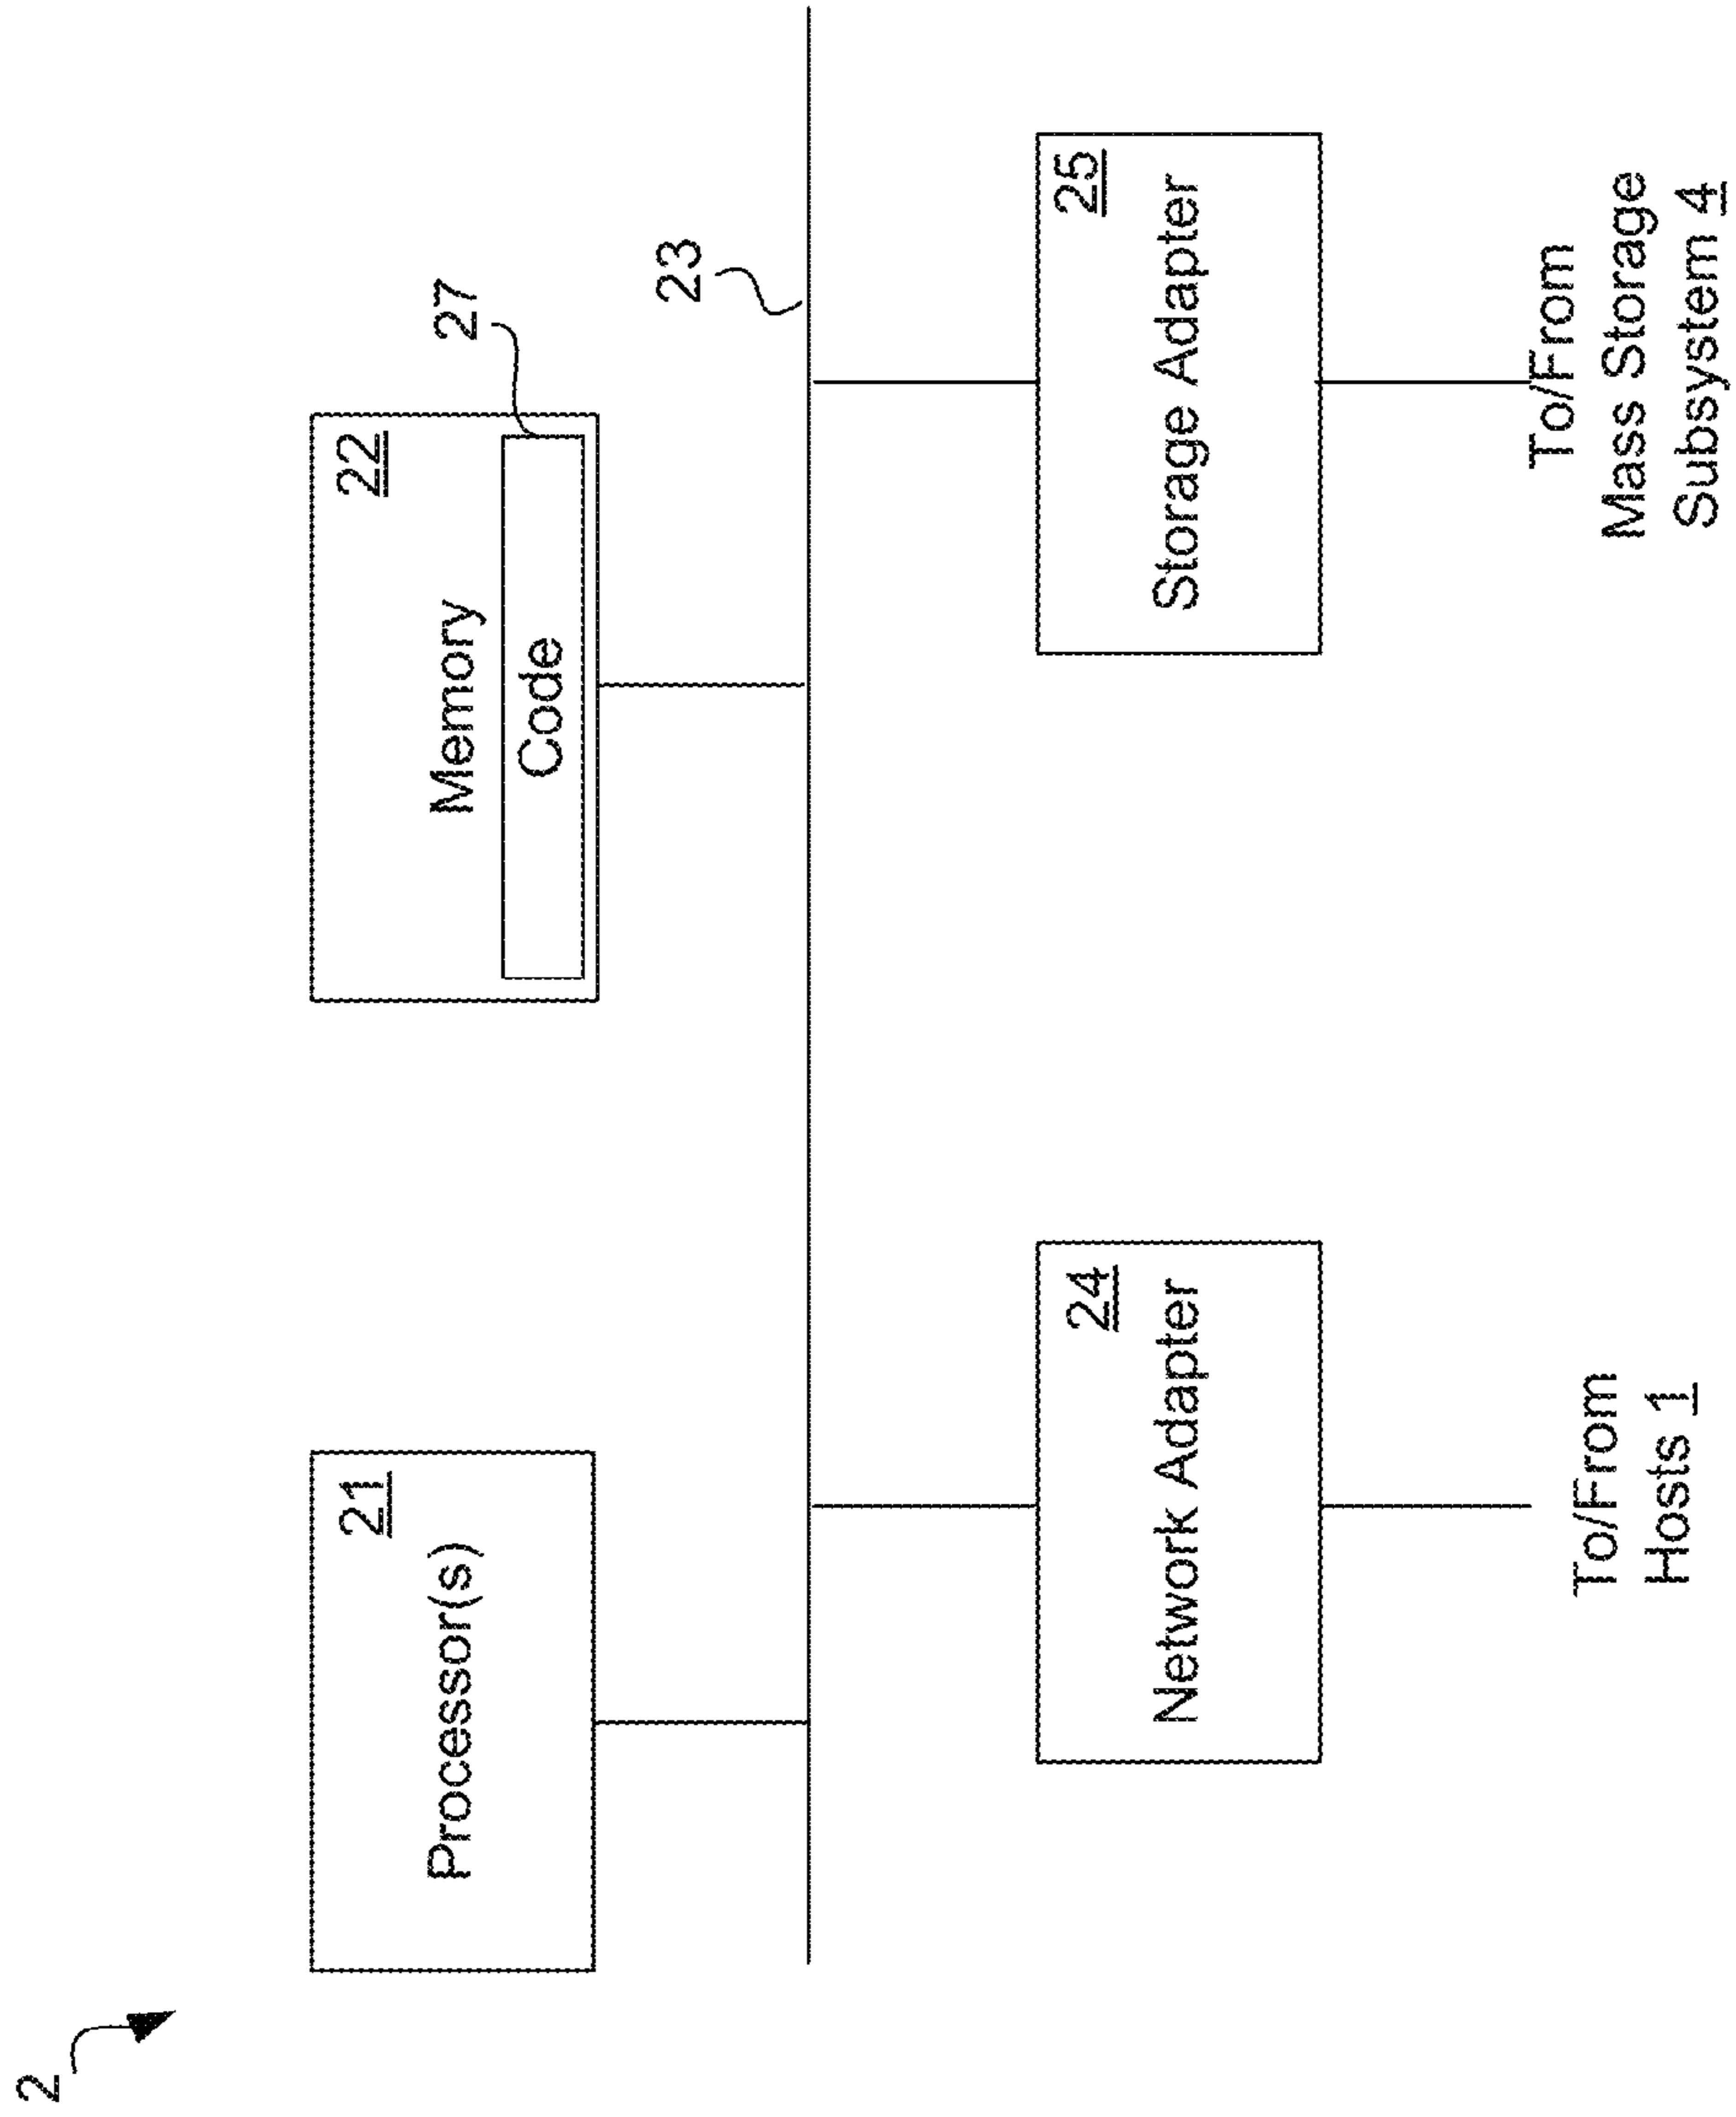 2
21
Processor(s)
22
Memory
Code
27
23
24
Network Adapter
25
Storage Adapter
To/From
Hosts 1
To/From
Mass Storage
Subsystem 4